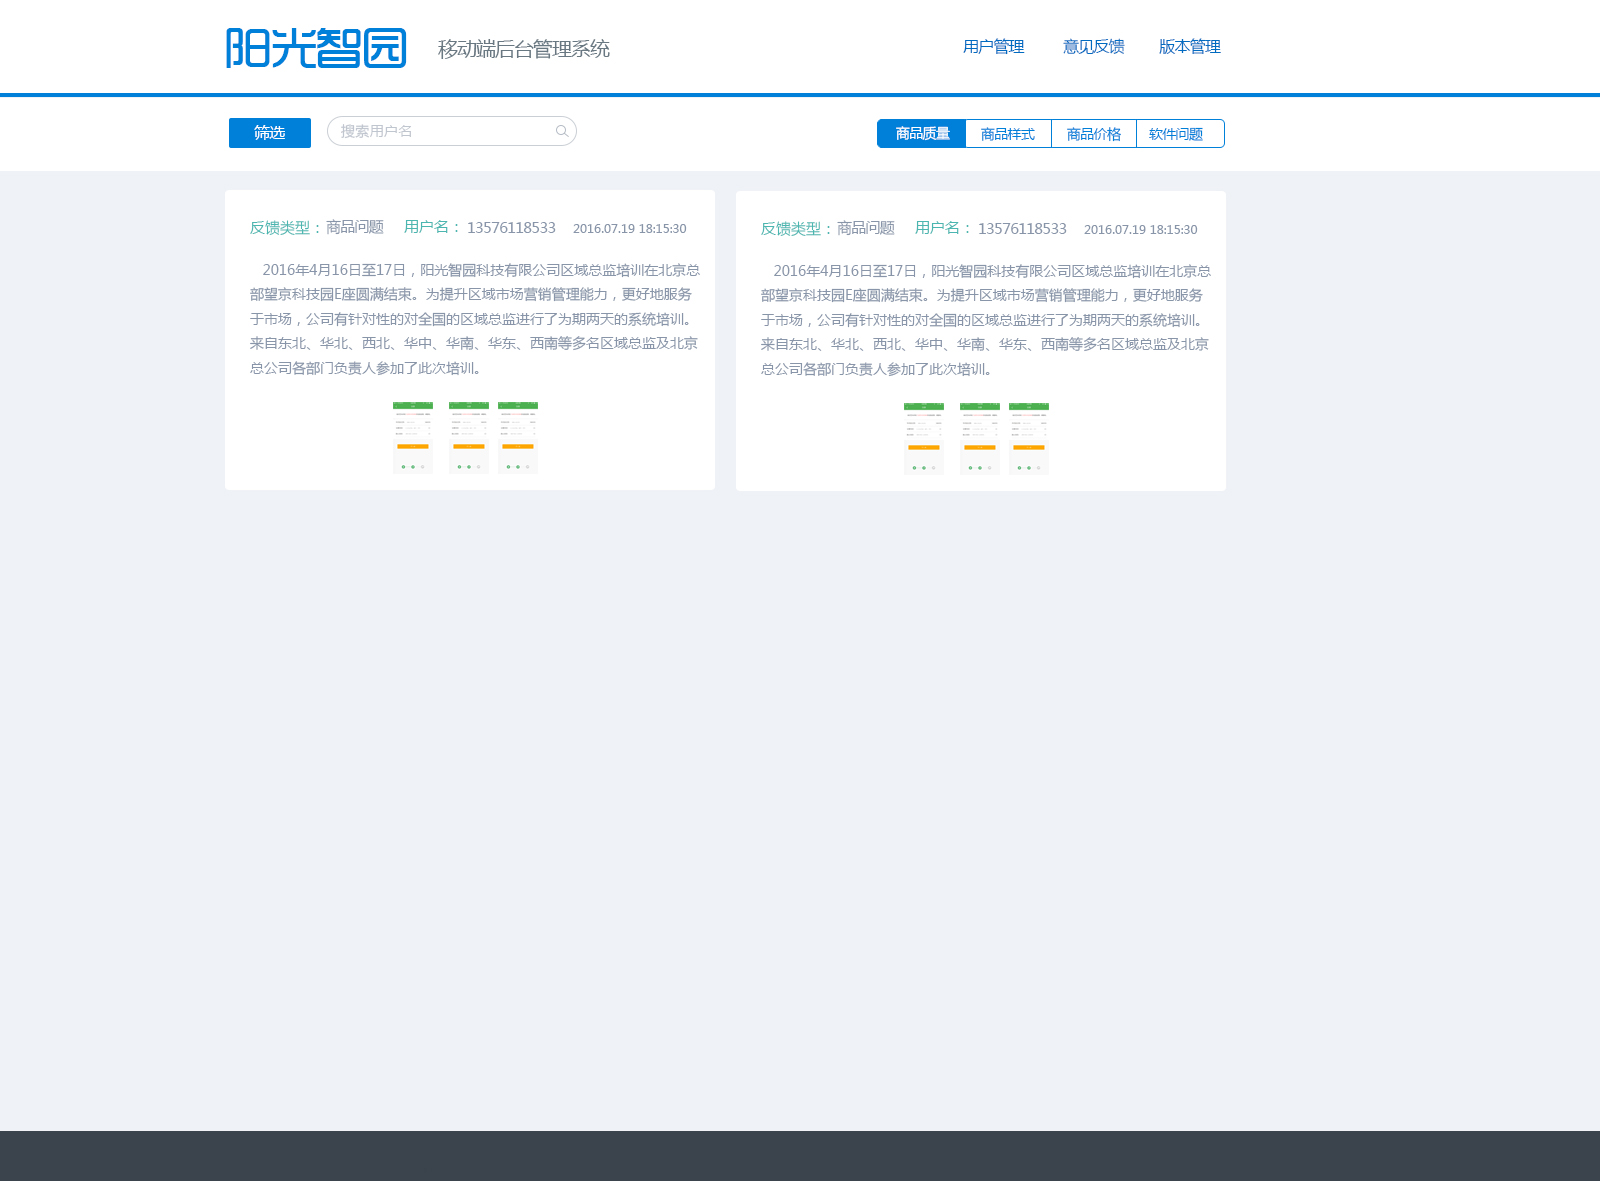 阳光智园 移动端后台管理系统 用户管理 意见反馈 版本管理
筛选 搜索用户名 商品质量 商品样式 商品价格 软件问题
反馈类型：商品问题 用户名： 13576118533 2016.07.19 18:15:30
2016年4月16日至17日，阳光智园科技有限公司区域总监培训在北京总
部望京科技园E座圆满结束。为提升区域市场营销管理能力，更好地服务
于市场，公司有针对性的对全国的区域总监进行了为期两天的系统培训。
来自东北、华北、西北、华中、华南、华东、西南等多名区域总监及北京
总公司各部门负责人参加了此次培训。
反馈类型：商品问题 用户名： 13576118533 2016.07.19 18:15:30
2016年4月16日至17日，阳光智园科技有限公司区域总监培训在北京总
部望京科技园E座圆满结束。为提升区域市场营销管理能力，更好地服务
于市场，公司有针对性的对全国的区域总监进行了为期两天的系统培训。
来自东北、华北、西北、华中、华南、华东、西南等多名区域总监及北京
总公司各部门负责人参加了此次培训。